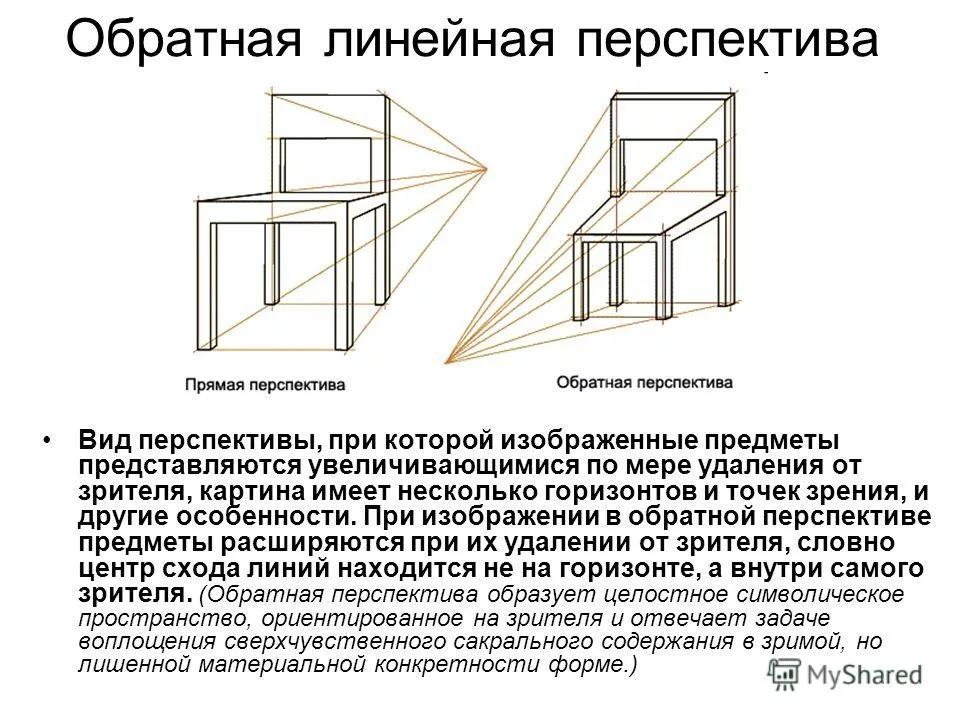 Обратная линейная перспектива
Прямая перспектива
Обратная перспектива
• Вид перспективы, при которой изображенные предметы
представляются увеличивающимися по мере удаления от
зрителя, картина имеет несколько горизонтов и точек зрения, и
другие особенности. При изображении в обратной перспективе
предметы расширяются при их удалении от зрителя, словно
центр схода линий находится не на горизонте, а внутри самого
зрителя. (Обратная перспектива образует целостное символическое
пространство, ориентированное на зрителя и отвечает задаче
воплощения сверхчувственного сакрального содержания в зримой, но
лишенной материальной конкретности форме.)
MyShared